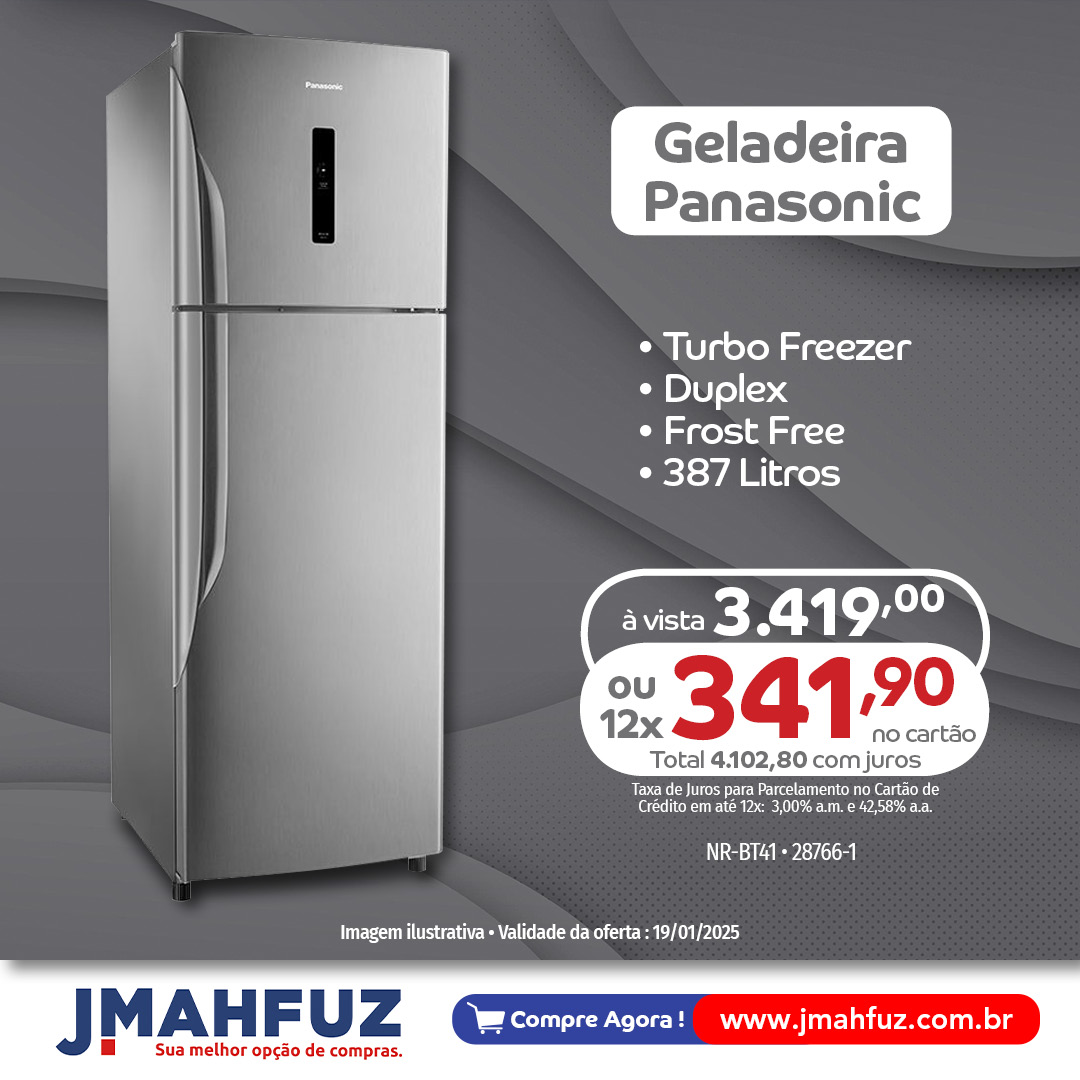 Panasonic
Geladeira
Panasonic
• Turbo Freezer
• Duplex
• Frost Free
• 387 Litros
à vista 3.419,00
ou 12x 341,90 no cartão
Total 4.102,80 com juros
Taxa de Juros para Parcelamento no Cartão de
Crédito em até 12x: 3,00% a.m. e 42,58% a.a.
NR-BT41 • 28766-1
Imagem ilustrativa • Validade da oferta : 19/01/2025
JMAHFUZ
Sua melhor opção de compras.
Compre Agora !
www.jmahfuz.com.br